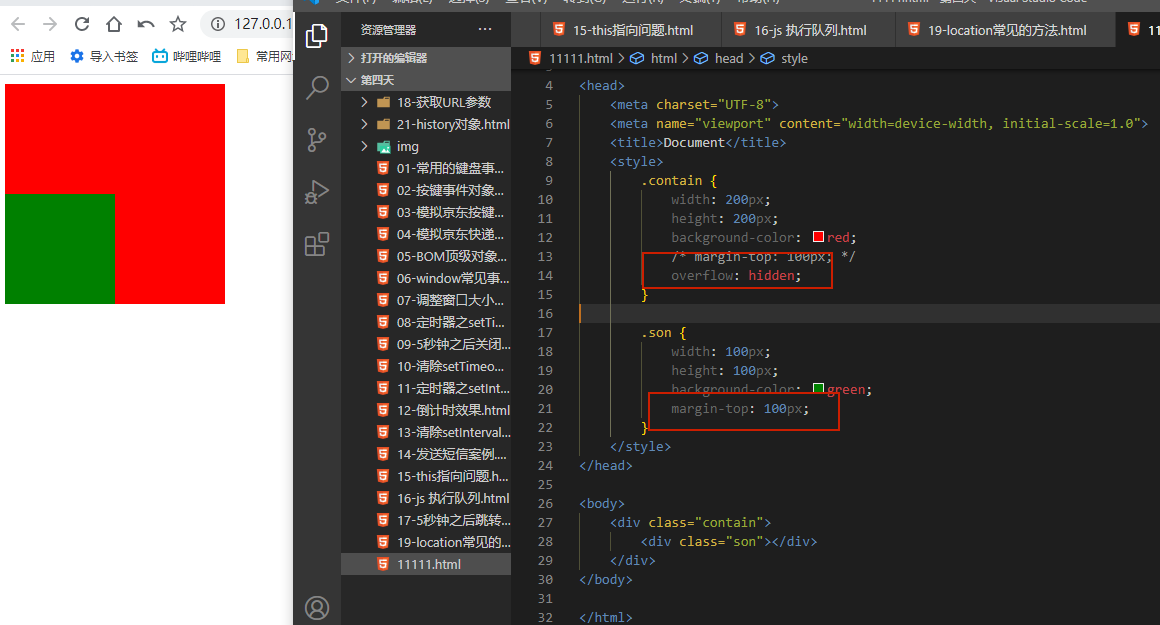 127.0.0.1
应用
导入书签
哔哩哔哩
常用网
Visual Studio Code
资源管理器
打开的编辑器
第四天
18-获取URL参数
21-history对象.html
img
01-常用的键盘事...
02-按键事件对象...
03-模拟京东按键...
04-模拟京东快递...
05-BOM顶级对象...
06-window常见事...
07-调整窗口大小...
08-定时器之setTi...
09-5秒钟之后关闭...
10-清除setTimeo...
11-定时器之setInt...
12-倒计时效果.html
13-清除setInterval...
14-发送短信案例....
15-this指向问题.h...
16-js 执行队列.html
17-5秒钟之后跳转...
19-location常见的...
11111.html
15-this指向问题.html
16-js 执行队列.html
19-location常见的方法.html
11
11111.html > html > head > style
4 <head>
5 <meta charset="UTF-8">
6 <meta name="viewport" content="width=device-width, initial-scale=1.0">
7 <title>Document</title>
8 <style>
9 .contain {
10 width: 200px;
11 height: 200px;
12 background-color: red;
13 /* margin-top: 100px; */
14 overflow: hidden;
15 }
16
17 .son {
18 width: 100px;
19 height: 100px;
20 background-color: green;
21 margin-top: 100px;
22 }
23 </style>
24 </head>
25
26 <body>
27 <div class="contain">
28 <div class="son"></div>
29 </div>
30 </body>
31
32 </html>